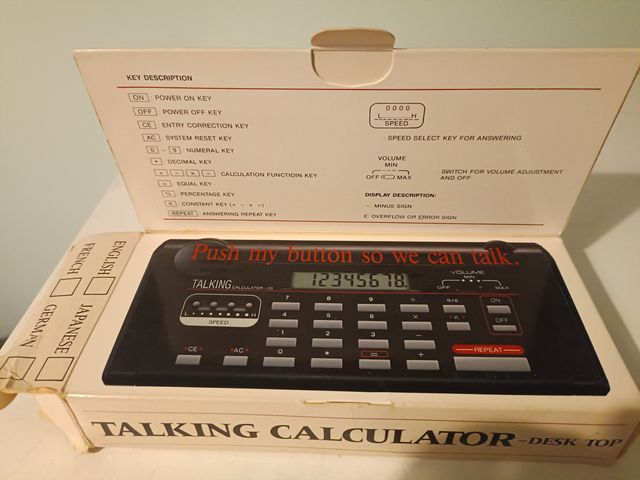 KEY DESCRIPTION
ON : POWER ON KEY
OFF : POWER OFF KEY
CE : ENTRY CORRECTION KEY
AC : SYSTEM RESET KEY
0 - 9 : NUMERAL KEY
• : DECIMAL KEY
+ - × ÷ : CALCULATION FUNCTIOIN KEY
= : EQUAL KEY
% : PERCENTAGE KEY
K : CONSTANT KEY (+ - × ÷)
REPEAT : ANSWERING REPEAT KEY
0000
L H
SPEED
: SPEED SELECT KEY FOR ANSWERING
VOLUME
MIN
OFF MAX
: SWITCH FOR VOLUME ADJUSTMENT
AND OFF
DISPLAY DESCRIPTION:
- : MINUS SIGN
E: OVERFLOW OR ERROR SIGN
Push my button so we can talk.
TALKING CALCULATOR
12345678
VOLUME
MIN
OFF MAX
L H
SPEED
7 8 9 ÷ % ON
4 5 6 × K OFF
1 2 3 -
CE AC 0 • = + REPEAT
ENGLISH JAPANESE
FRENCH GERMAN
TALKING CALCULATOR - DESK TOP